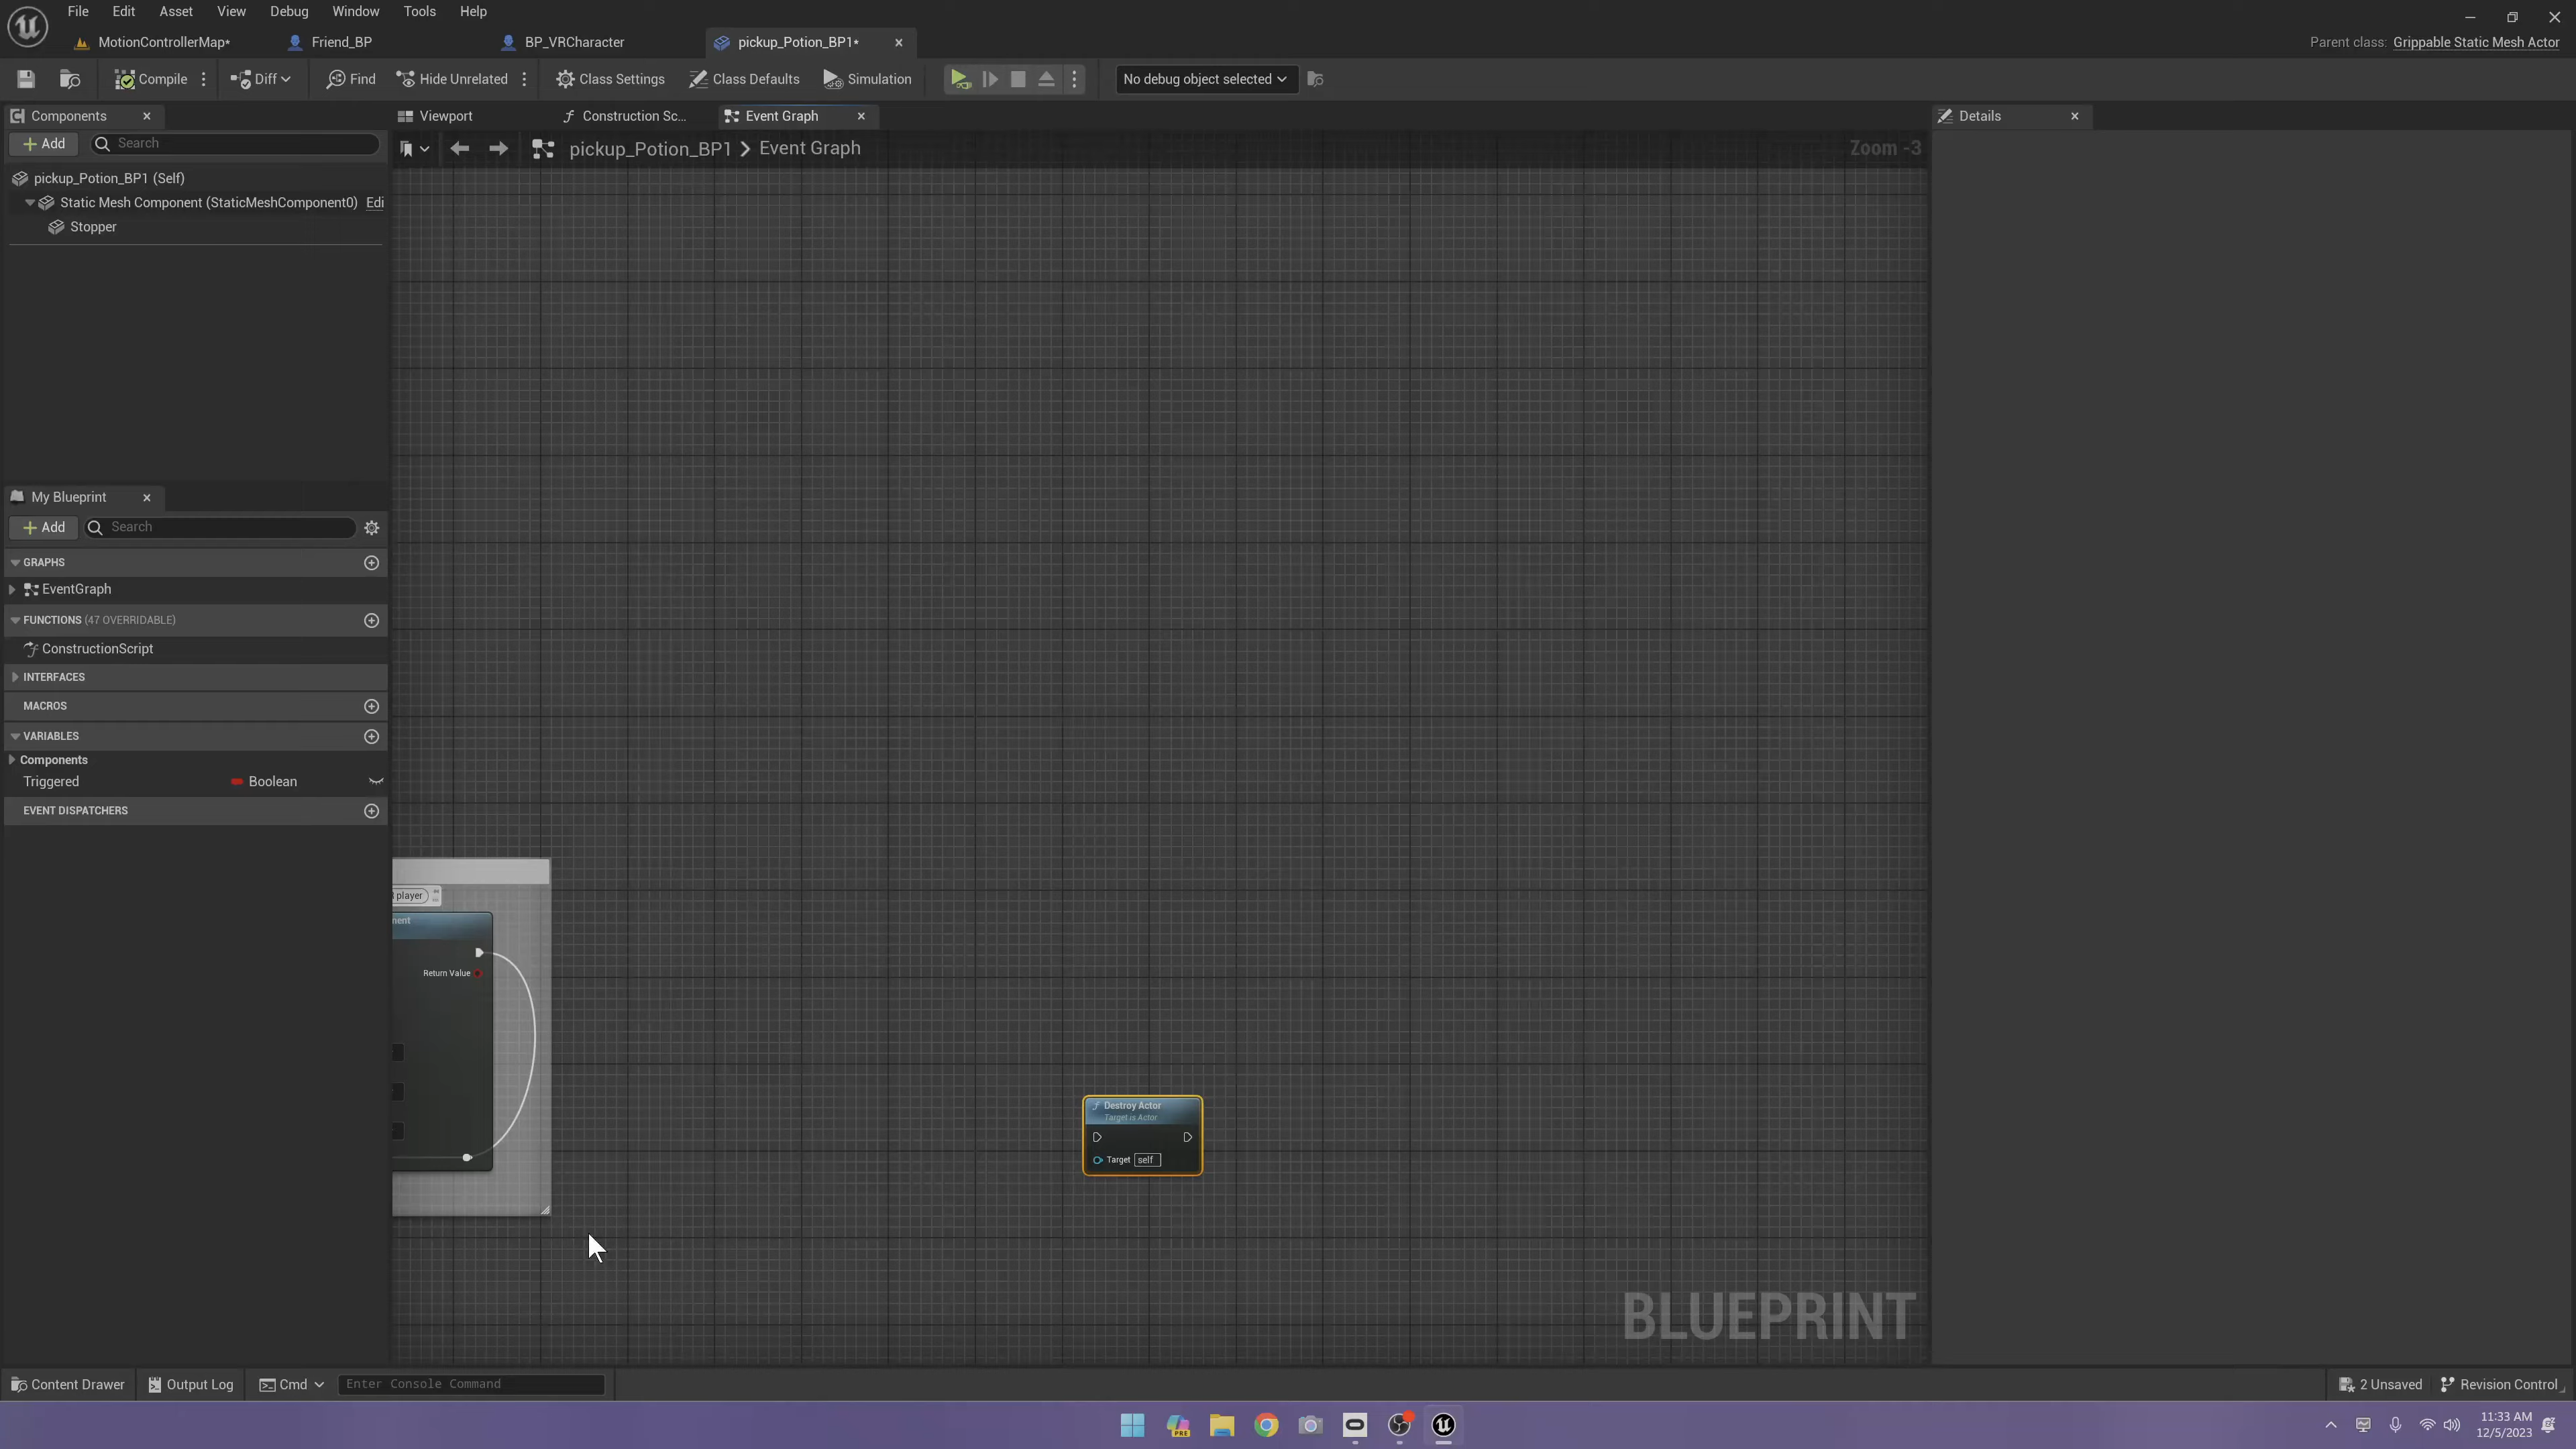 File Edit Asset View Debug Window Tools Help
MotionControllerMap* Friend_BP BP_VRCharacter pickup_Potion_BP1* Parent class: Grippable Static Mesh Actor
Compile Diff Find Hide Unrelated Class Settings Class Defaults Simulation No debug object selected
Components Viewport Construction Sc... Event Graph Details
Add Search pickup_Potion_BP1 Event Graph Zoom -3
pickup_Potion_BP1 (Self)
Static Mesh Component (StaticMeshComponent0) Edi
Stopper
My Blueprint
Add Search
GRAPHS
EventGraph
FUNCTIONS (47 OVERRIDABLE)
ConstructionScript
INTERFACES
MACROS
VARIABLES
Components
Triggered Boolean
EVENT DISPATCHERS
player
nent
Return Value
Destroy Actor
Target is Actor
Target self
BLUEPRINT
Content Drawer Output Log Cmd Enter Console Command 2 Unsaved Revision Control
PRE
11:33 AM
12/5/2023